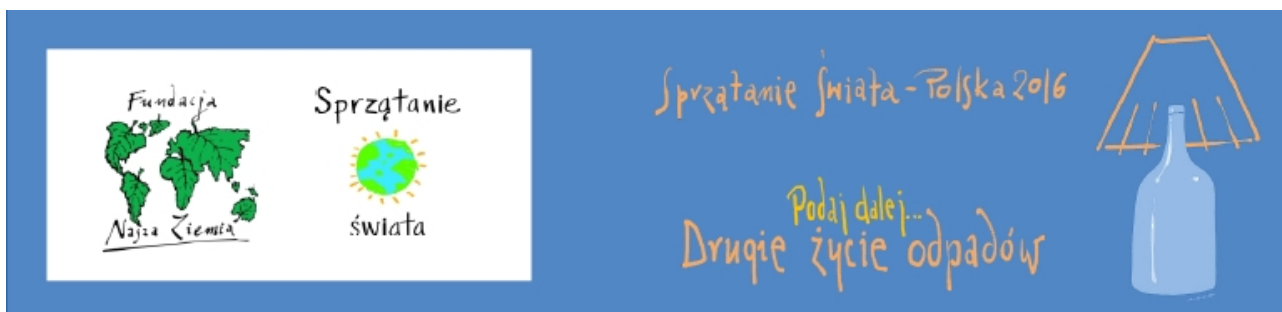 Fundacja
Nasza Ziemia
Sprzątanie
świata
Sprzątanie Świata - Polska 2016
Podaj dalej...
Drugie życie odpadów